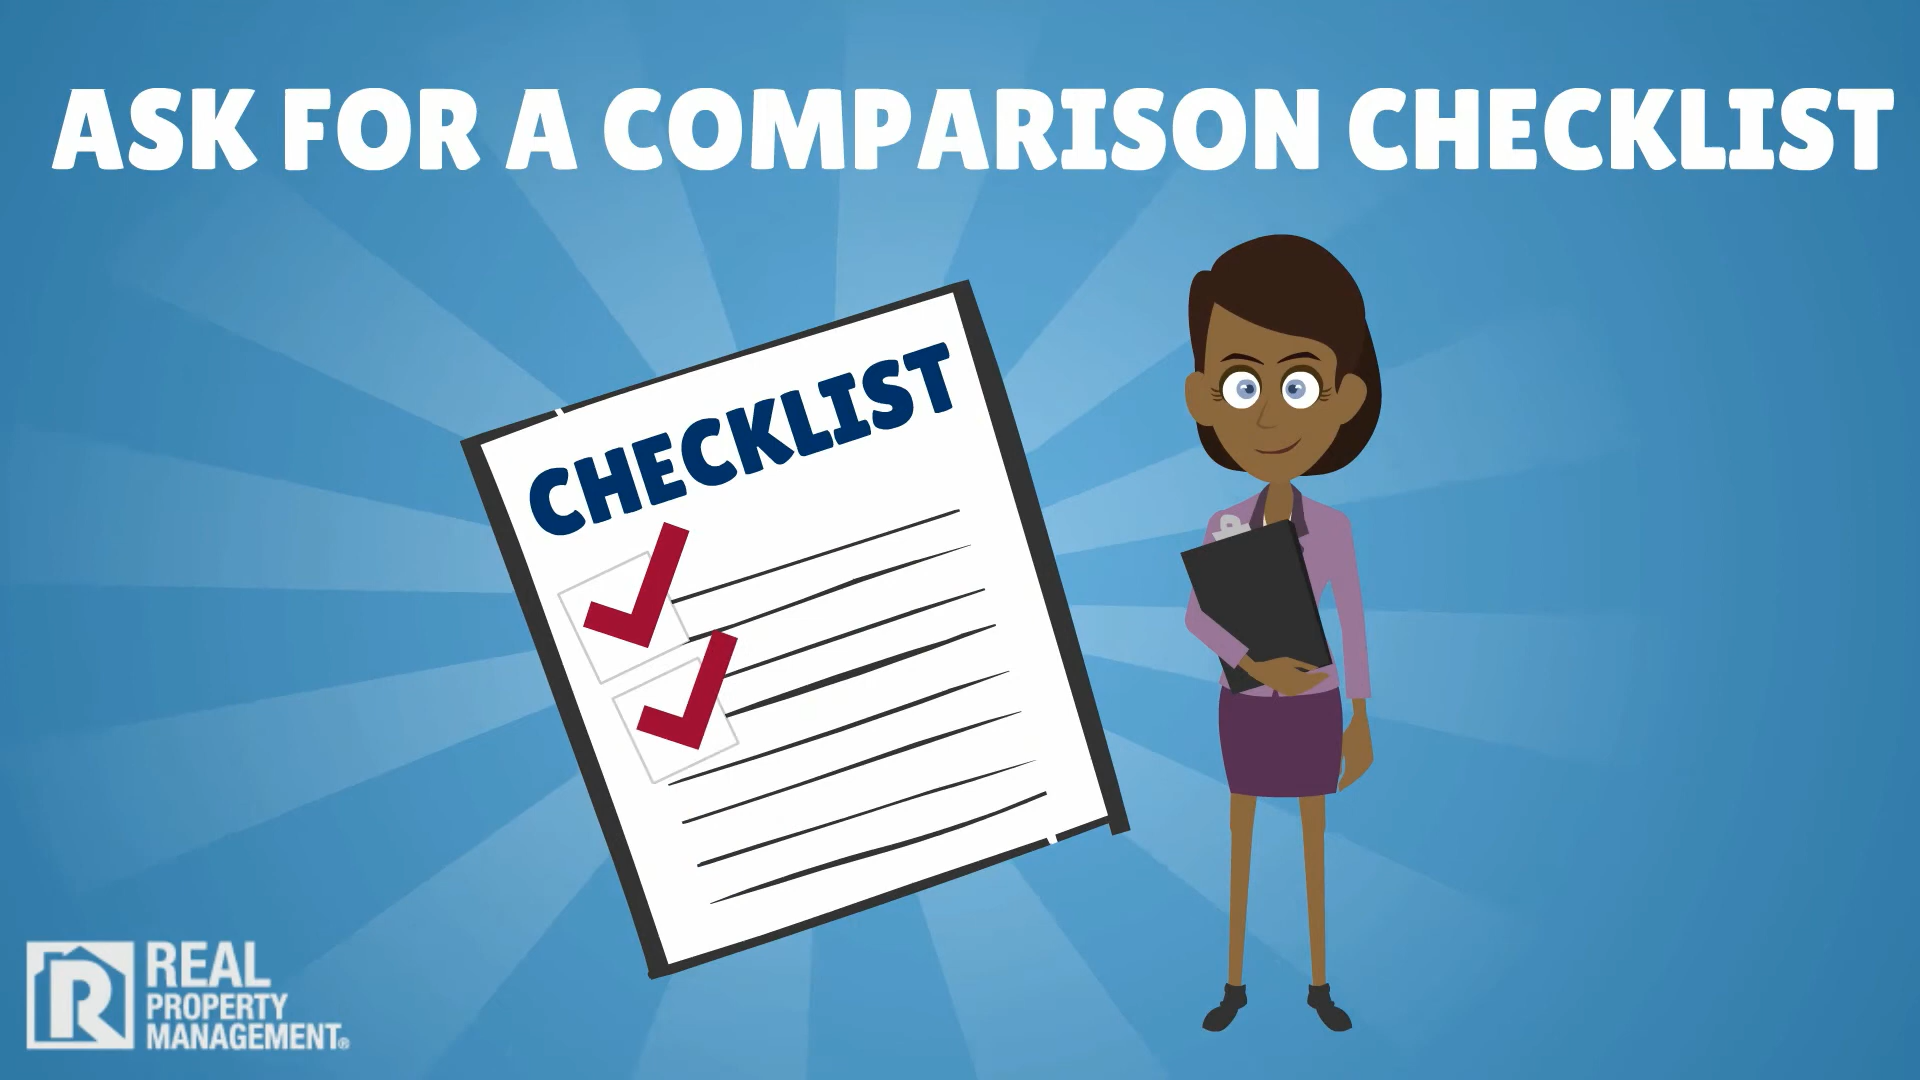 ASK FOR A COMPARISON CHECKLIST
CHECKLIST
REAL
PROPERTY
MANAGEMENT®